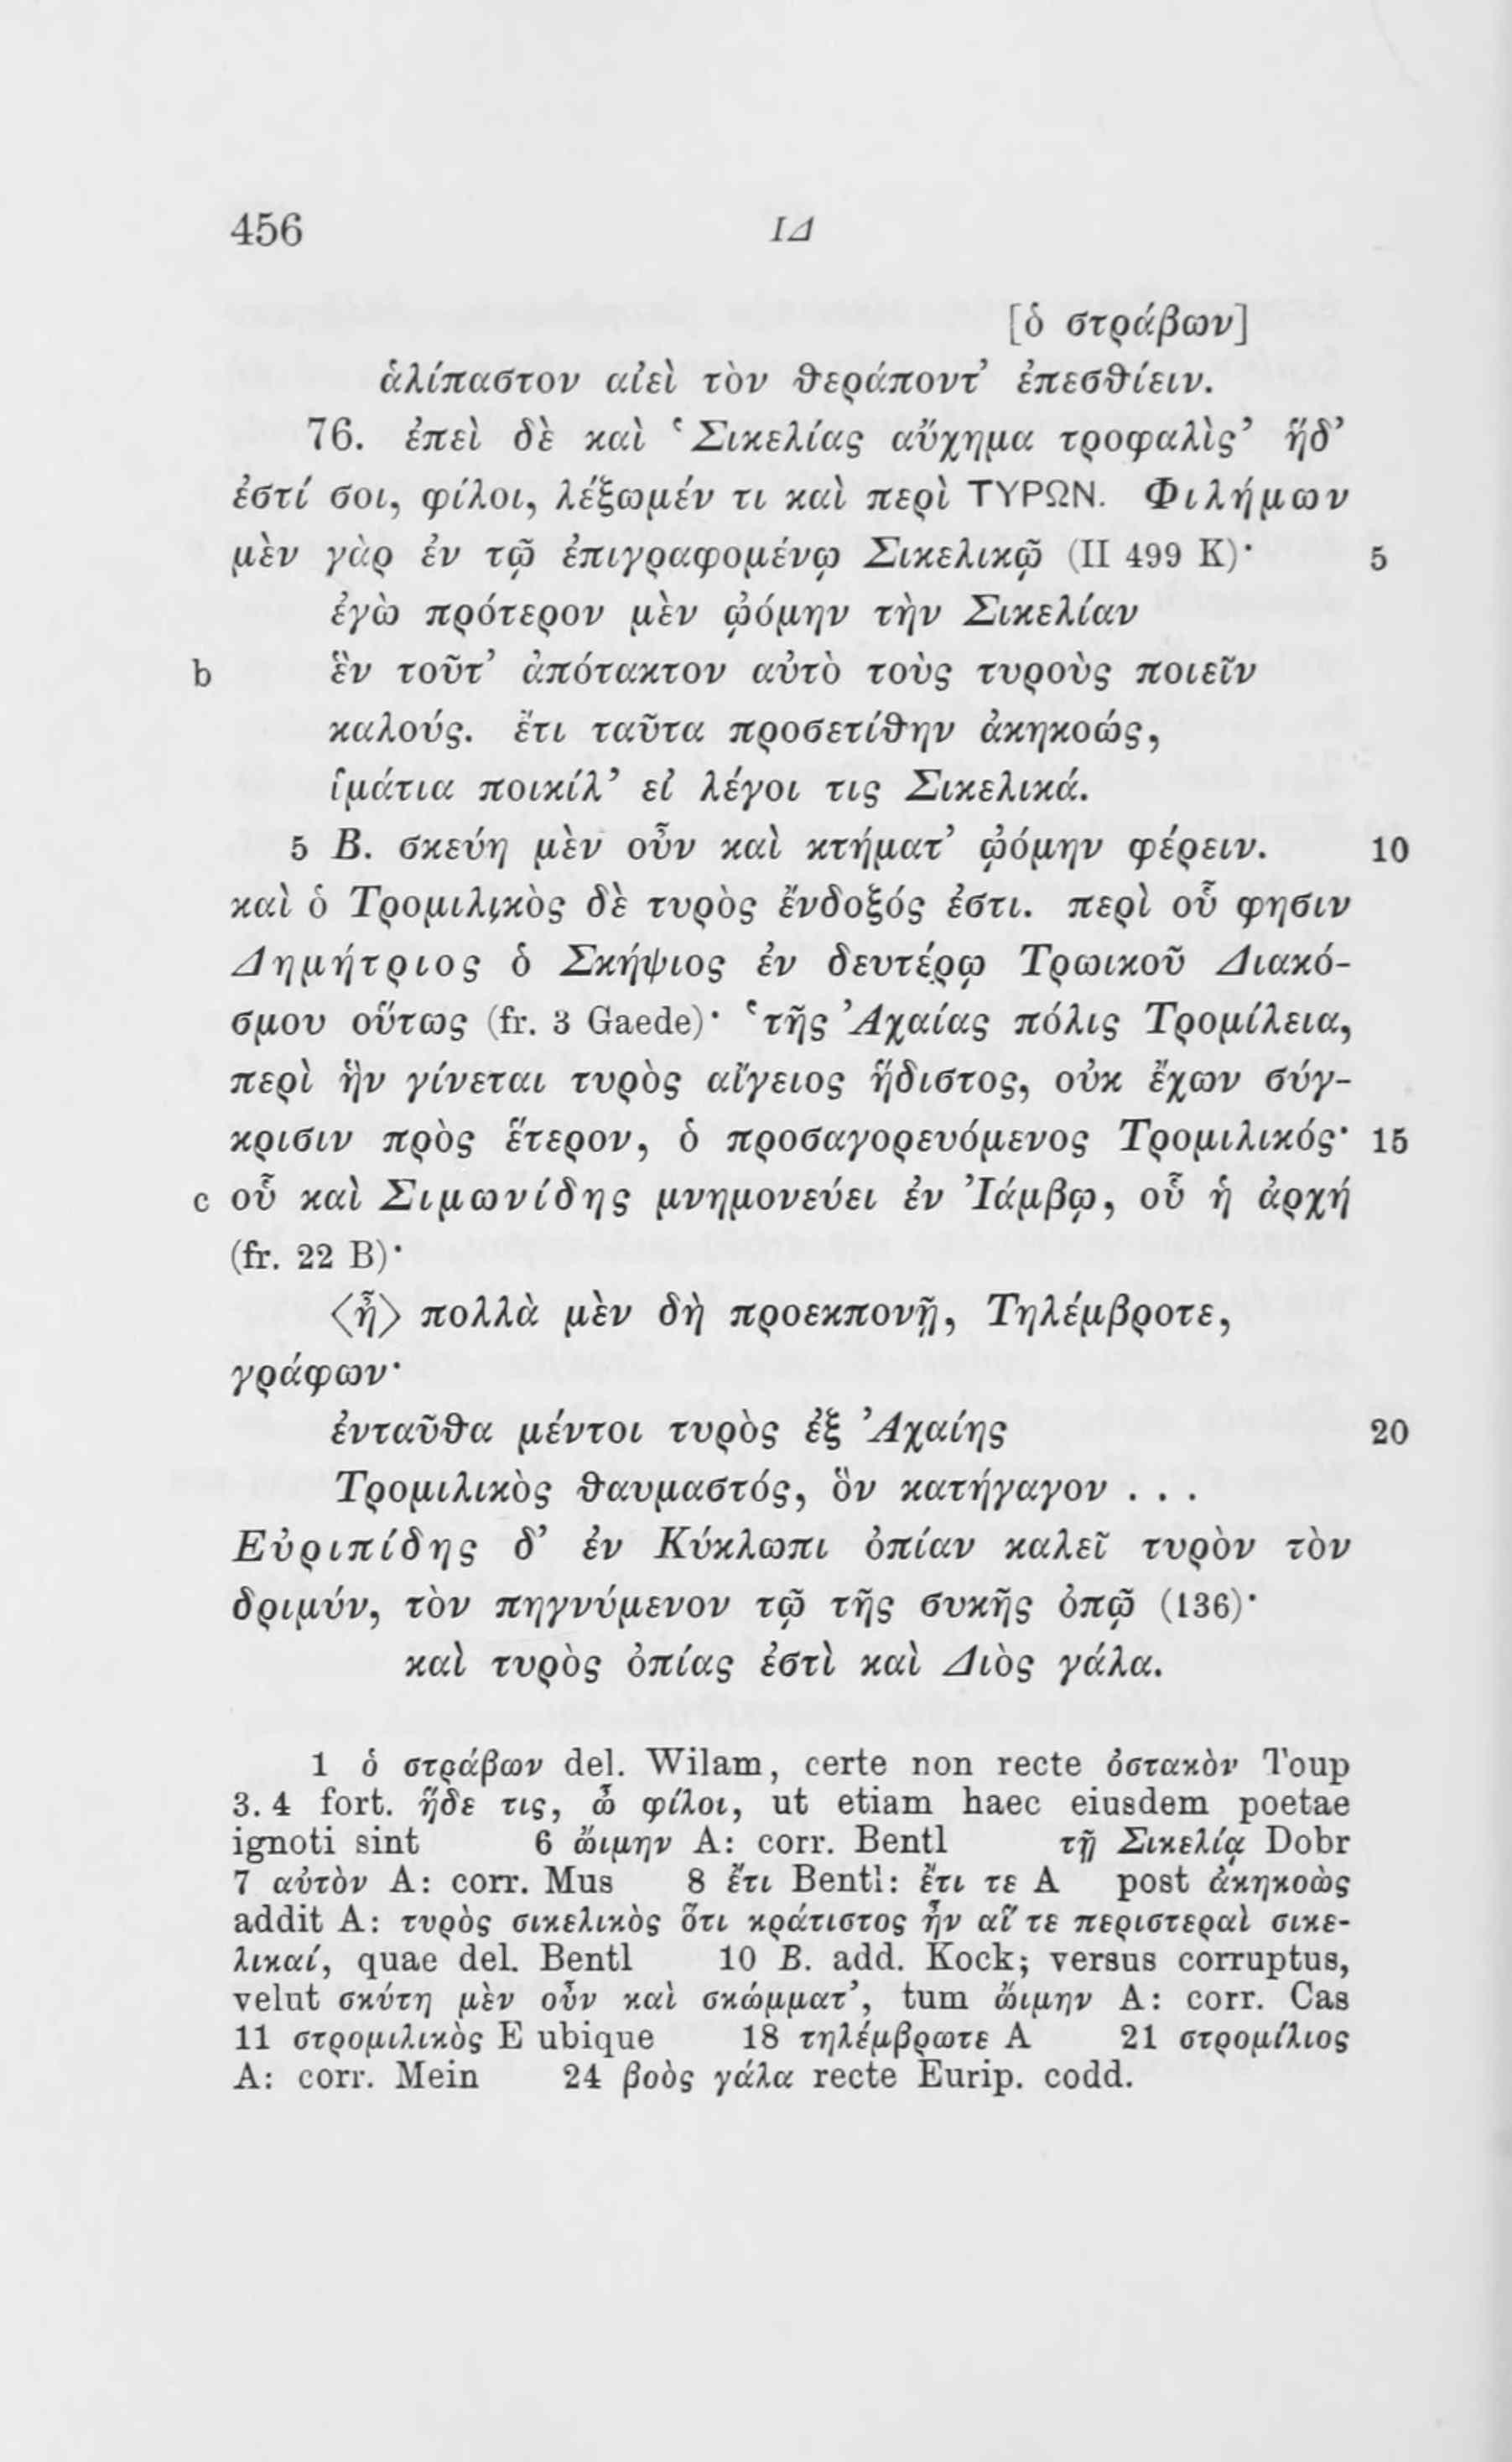 456 ΙΔ
[ὁ στράβων]
ἁλίπαστον αἰεὶ τὸν θεράποντ’ ἐπεσθίειν.
76. ἐπεὶ δὲ καὶ ‘Σικελίας αὔχημα τροφαλὶς’ ἥδ’
ἐστί σοι, φίλοι, λέξωμέν τι καὶ περὶ ΤΥΡΩΝ. Φιλήμων
μὲν γὰρ ἐν τῷ ἐπιγραφομένῳ Σικελικῷ (II 499 K)· 5
ἐγὼ πρότερον μὲν ᾠόμην τὴν Σικελίαν
b ἓν τοῦτ’ ἀπότακτον αὐτὸ τοὺς τυροὺς ποιεῖν
καλούς. ἔτι ταῦτα προσετίθην ἀκηκοώς,
ἱμάτια ποικίλ’ εἰ λέγοι τις Σικελικά.
5 Β. σκεύη μὲν οὖν καὶ κτήματ’ ᾠόμην φέρειν. 10
καὶ ὁ Τρομιλικὸς δὲ τυρὸς ἔνδοξός ἐστι. περὶ οὗ φησιν
Δημήτριος ὁ Σκήψιος ἐν δευτέρῳ Τρωικοῦ Διακό-
σμου οὕτως (fr. 3 Gaede)· ‘τῆς Ἀχαίας πόλις Τρομίλεια,
περὶ ἣν γίνεται τυρὸς αἴγειος ἥδιστος, οὐκ ἔχων σύγ-
κρισιν πρὸς ἕτερον, ὁ προσαγορευόμενος Τρομιλικός· 15
c οὗ καὶ Σιμωνίδης μνημονεύει ἐν Ἰάμβῳ, οὗ ἡ ἀρχή
(fr. 22 B)·
〈ἦ〉 πολλὰ μὲν δὴ προεκπονῇ, Τηλέμβροτε,
γράφων·
ἐνταῦθα μέντοι τυρὸς ἐξ Ἀχαίης 20
Τρομιλικὸς θαυμαστός, ὃν κατήγαγον . . .
Εὐριπίδης δ’ ἐν Κύκλωπι ὀπίαν καλεῖ τυρὸν τὸν
δριμύν, τὸν πηγνύμενον τῷ τῆς συκῆς ὀπῷ (136)·
καὶ τυρὸς ὀπίας ἐστὶ καὶ Διὸς γάλα.
1 ὁ στράβων del. Wilam, certe non recte ὀστακὸν Toup
3. 4 fort. ἥδε τις, ὦ φίλοι, ut etiam haec eiusdem poetae
ignoti sint 6 ὤιμην A: corr. Bentl τῇ Σικελίᾳ Dobr
7 αὐτὸν A: corr. Mus 8 ἔτι Bentl: ἔτι τε A post ἀκηκοὼς
addit A: τυρὸς σικελικὸς ὅτι κράτιστος ἦν αἵ τε περιστεραὶ σικε-
λικαί, quae del. Bentl 10 Β. add. Kock; versus corruptus,
velut σκύτη μὲν οὖν καὶ σκώμματ’, tum ὤιμην A: corr. Cas
11 στρομιλικὸς E ubique 18 τηλέμβρωτε A 21 στρομίλιος
A: corr. Mein 24 βοὸς γάλα recte Eurip. codd.